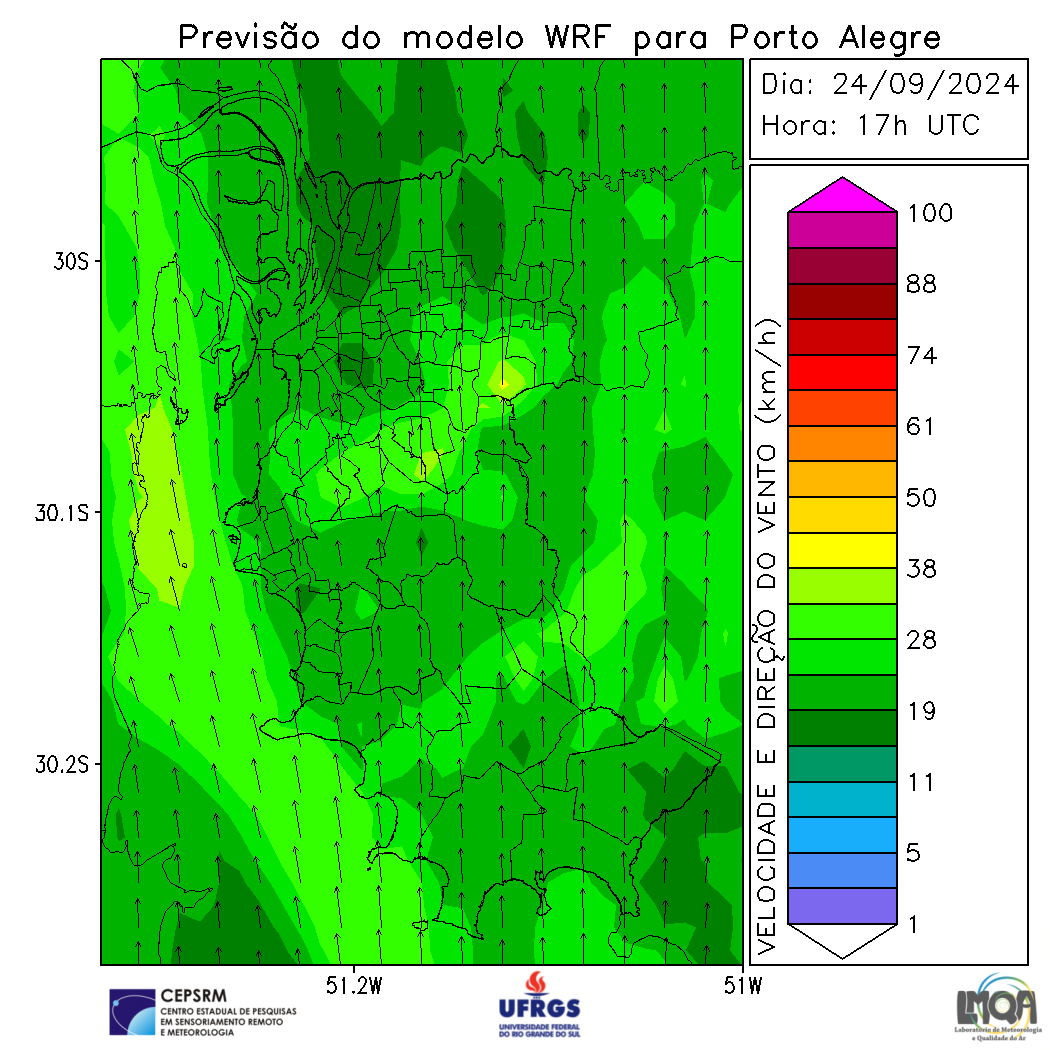 Previsão do modelo WRF para Porto Alegre
Dia: 24/09/2024
Hora: 17h UTC
30S
30.1S
30.2S
51.2W
51W
VELOCIDADE E DIREÇÃO DO VENTO (km/h)
100
88
74
61
50
38
28
19
11
5
1
CEPSRM
CENTRO ESTADUAL DE PESQUISAS
EM SENSORIAMENTO REMOTO
E METEOROLOGIA
UFRGS
UNIVERSIDADE FEDERAL
DO RIO GRANDE DO SUL
LMQA
Laboratório de Meteorologia
e Qualidade do Ar